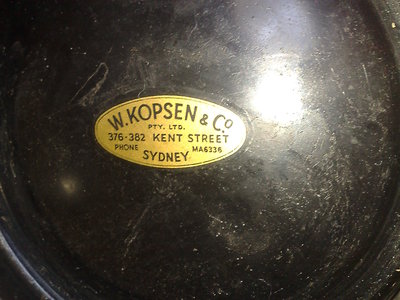 W. KOPSEN & Co
PTY. LTD.
376-382 KENT STREET
PHONE MA6336
SYDNEY